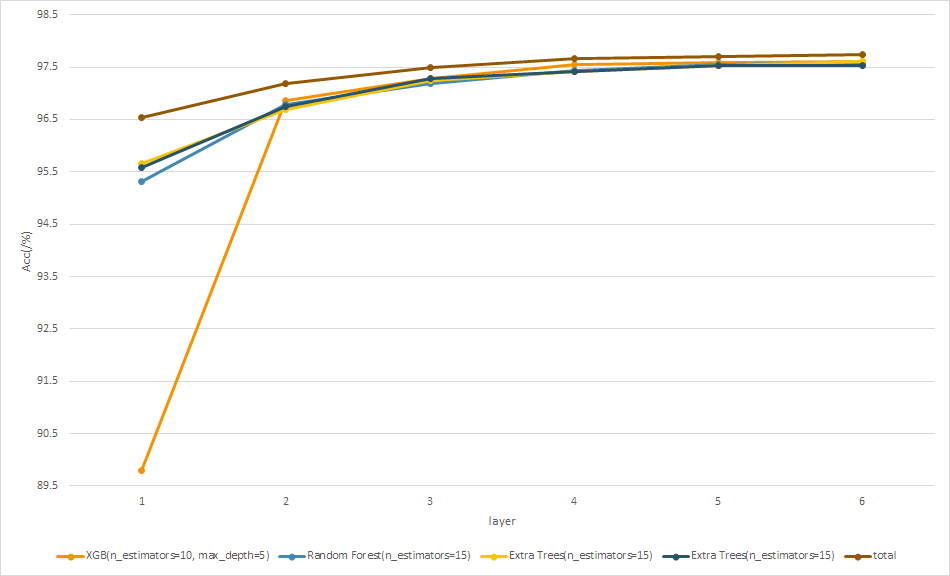 98.5
97.5
96.5
95.5
94.5
93.5
92.5
91.5
90.5
89.5
Acc(/%)
1 2 3 4 5 6
layer
XGB(n_estimators=10, max_depth=5) Random Forest(n_estimators=15) Extra Trees(n_estimators=15) Extra Trees(n_estimators=15) total